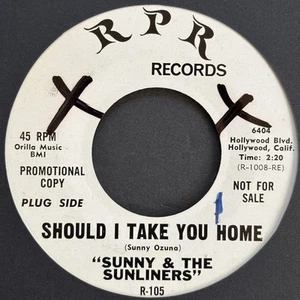 RPR
RECORDS
45 RPM
Orilla Music
BMI
6404
Hollywood Blvd.
Hollywood, Calif.
Time: 2:20
(R-1008-RE)
PROMOTIONAL
COPY
NOT FOR
SALE
PLUG SIDE
SHOULD I TAKE YOU HOME
(Sunny Ozuna)
"SUNNY & THE
SUNLINERS"
R-105